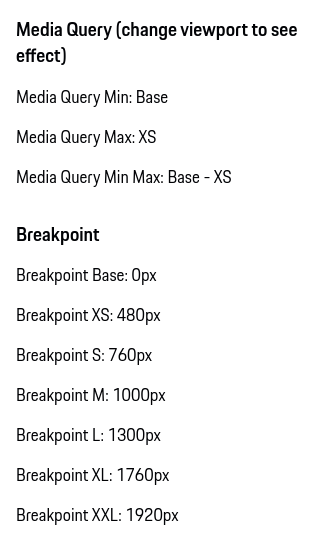 Media Query (change viewport to see
effect)
Media Query Min: Base
Media Query Max: XS
Media Query Min Max: Base - XS
Breakpoint
Breakpoint Base: 0px
Breakpoint XS: 480px
Breakpoint S: 760px
Breakpoint M: 1000px
Breakpoint L: 1300px
Breakpoint XL: 1760px
Breakpoint XXL: 1920px